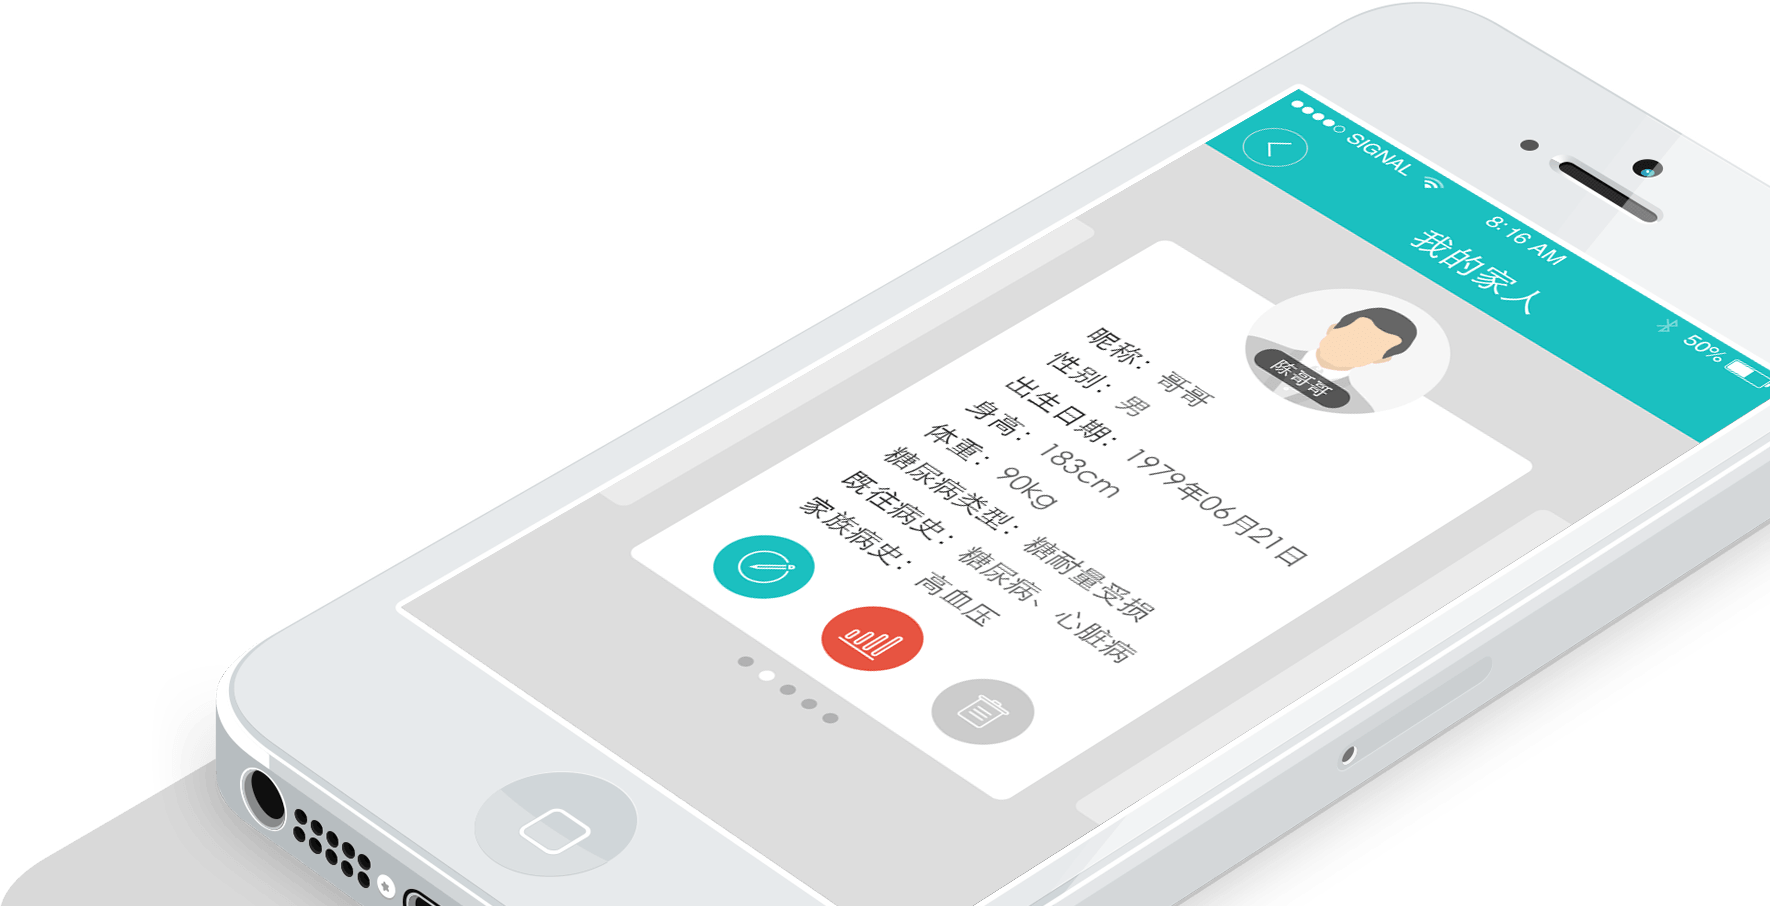 SIGNAL
8:16 AM
50%
我的家人
陈哥哥
昵称：哥哥
性别：男
出生日期：1979年06月21日
身高：183cm
体重：90kg
糖尿病类型：糖耐量受损
既往病史：糖尿病、心脏病
家族病史：高血压